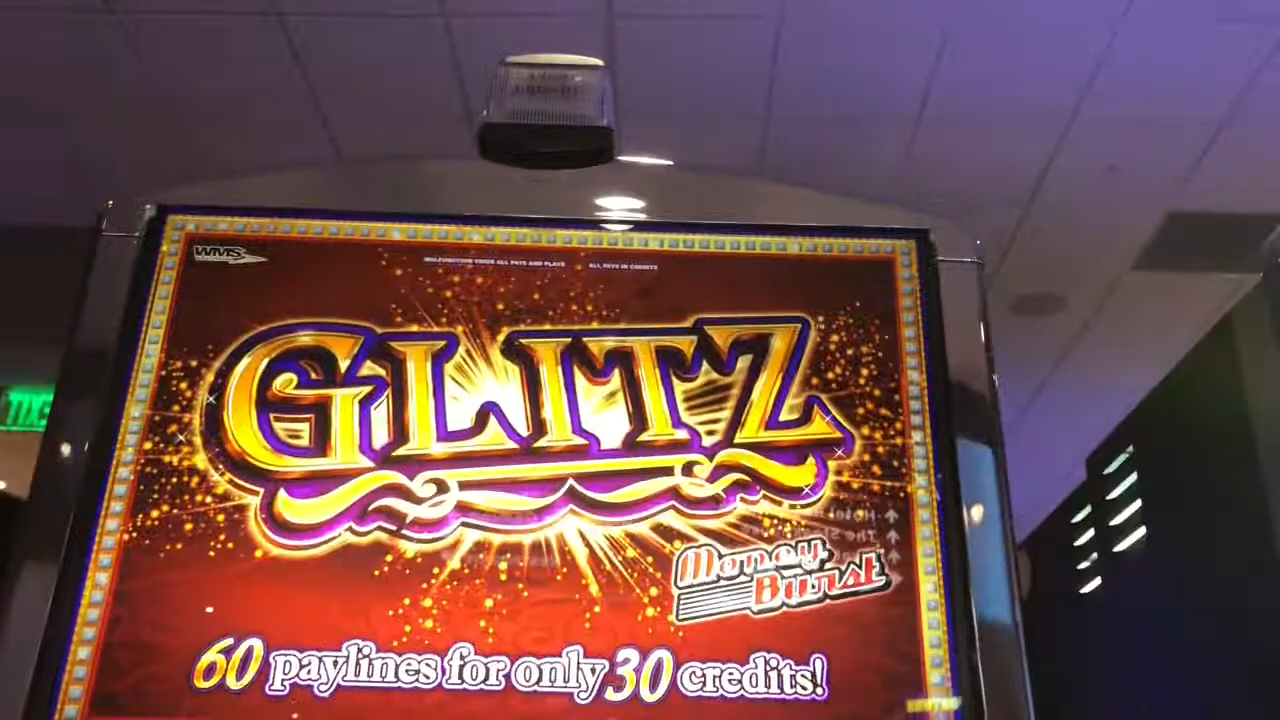 WMS
MALFUNCTION VOIDS ALL PAYS AND PLAYS
ALL PAYS IN CREDITS
GLITZ
Money
Burst
60 paylines for only 30 credits!